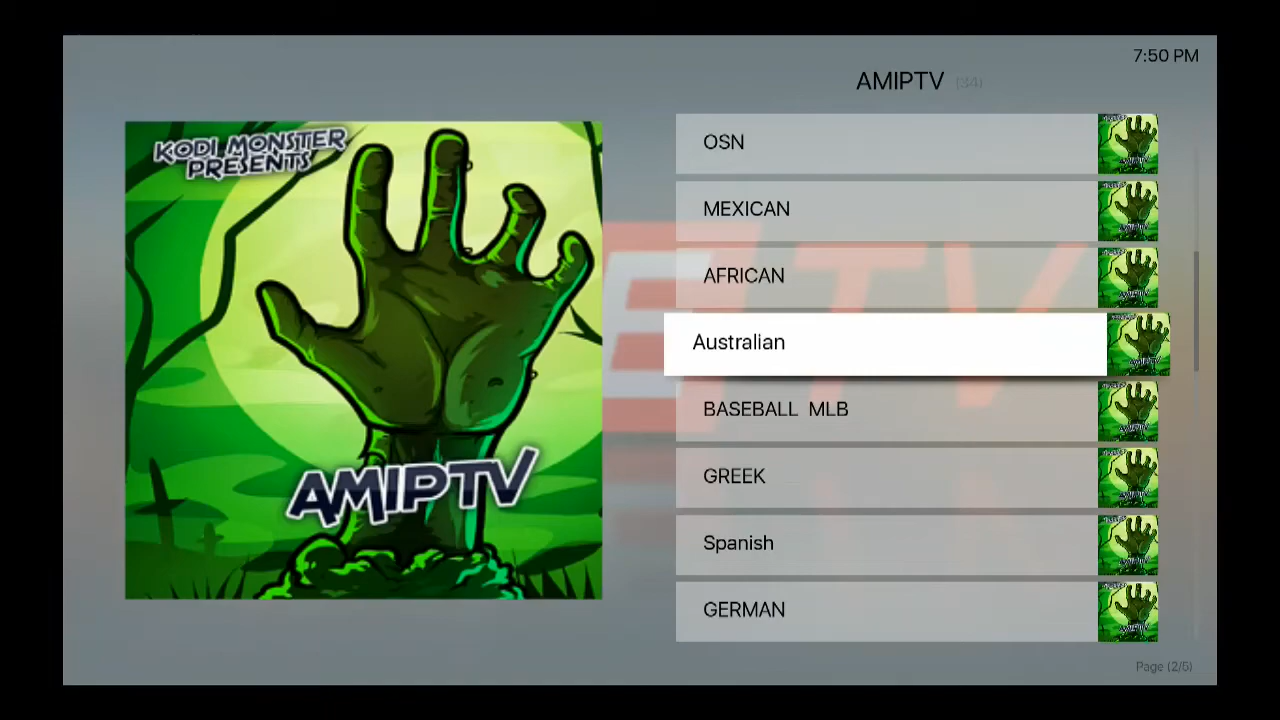 7:50 PM
AMIPTV (34)
KODI MONSTER
PRESENTS
AMIPTV
OSN
MEXICAN
AFRICAN
Australian
BASEBALL MLB
GREEK
Spanish
GERMAN
E TV
Page (2/5)